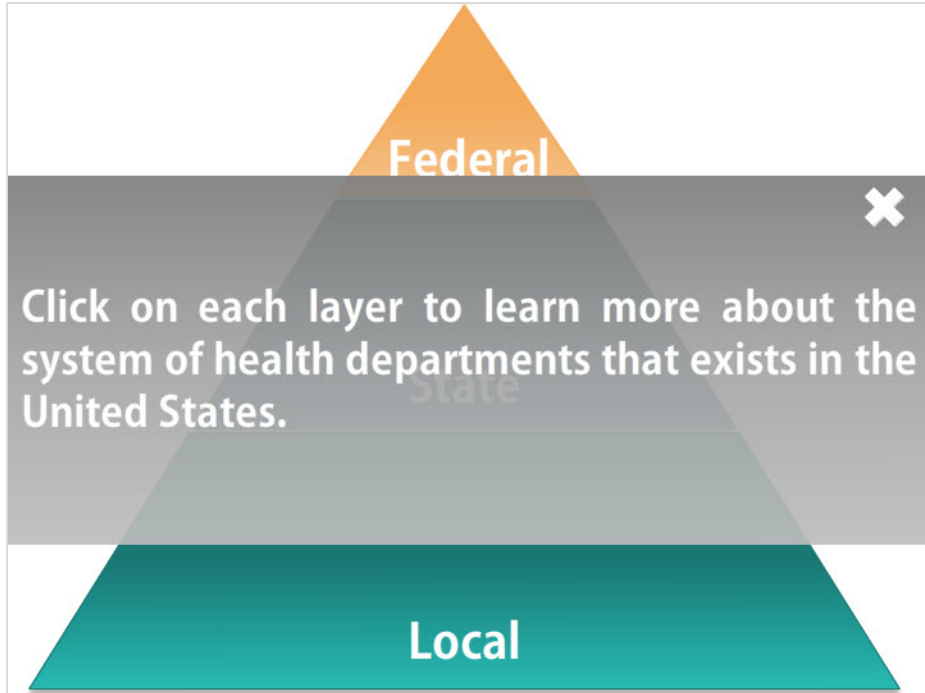 Federal
Click on each layer to learn more about the
system of health departments that exists in the
State
United States.
Local